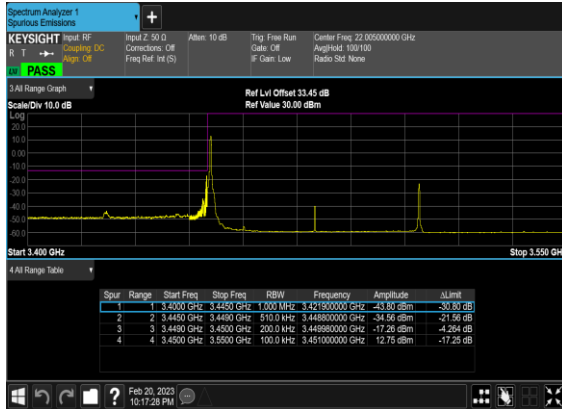 Spectrum Analyzer 1
Spurious Emissions
+
KEYSIGHT Input: RF Input Z: 50 Ω Atten: 10 dB Trig: Free Run Center Freq: 22.005000000 GHz
R T Coupling: DC Corrections: Off Gate: Off Avg|Hold: 100/100
Align: Off Freq Ref: Int (S) IF Gain: Low Radio Std: None
PASS
3 All Range Graph Ref Lvl Offset 33.45 dB
Scale/Div 10.0 dB Ref Value 30.00 dBm
Log
20.0
10.0
0.00
-10.0
-20.0
-30.0
-40.0
-50.0
-60.0
Start 3.400 GHz Stop 3.550 GH
4 All Range Table
Spur Range Start Freq Stop Freq RBW Frequency Amplitude ΔLimit
1 1 3.4000 GHz 3.4450 GHz 1.000 MHz 3.421900000 GHz -43.80 dBm -30.80 dB
2 2 3.4450 GHz 3.4490 GHz 510.0 kHz 3.448800000 GHz -34.56 dBm -21.56 dB
3 3 3.4490 GHz 3.4500 GHz 200.0 kHz 3.449980000 GHz -17.26 dBm -4.264 dB
4 4 3.4500 GHz 3.5500 GHz 100.0 kHz 3.451000000 GHz 12.75 dBm -17.25 dB
? Feb 20, 2023
10:17:28 PM